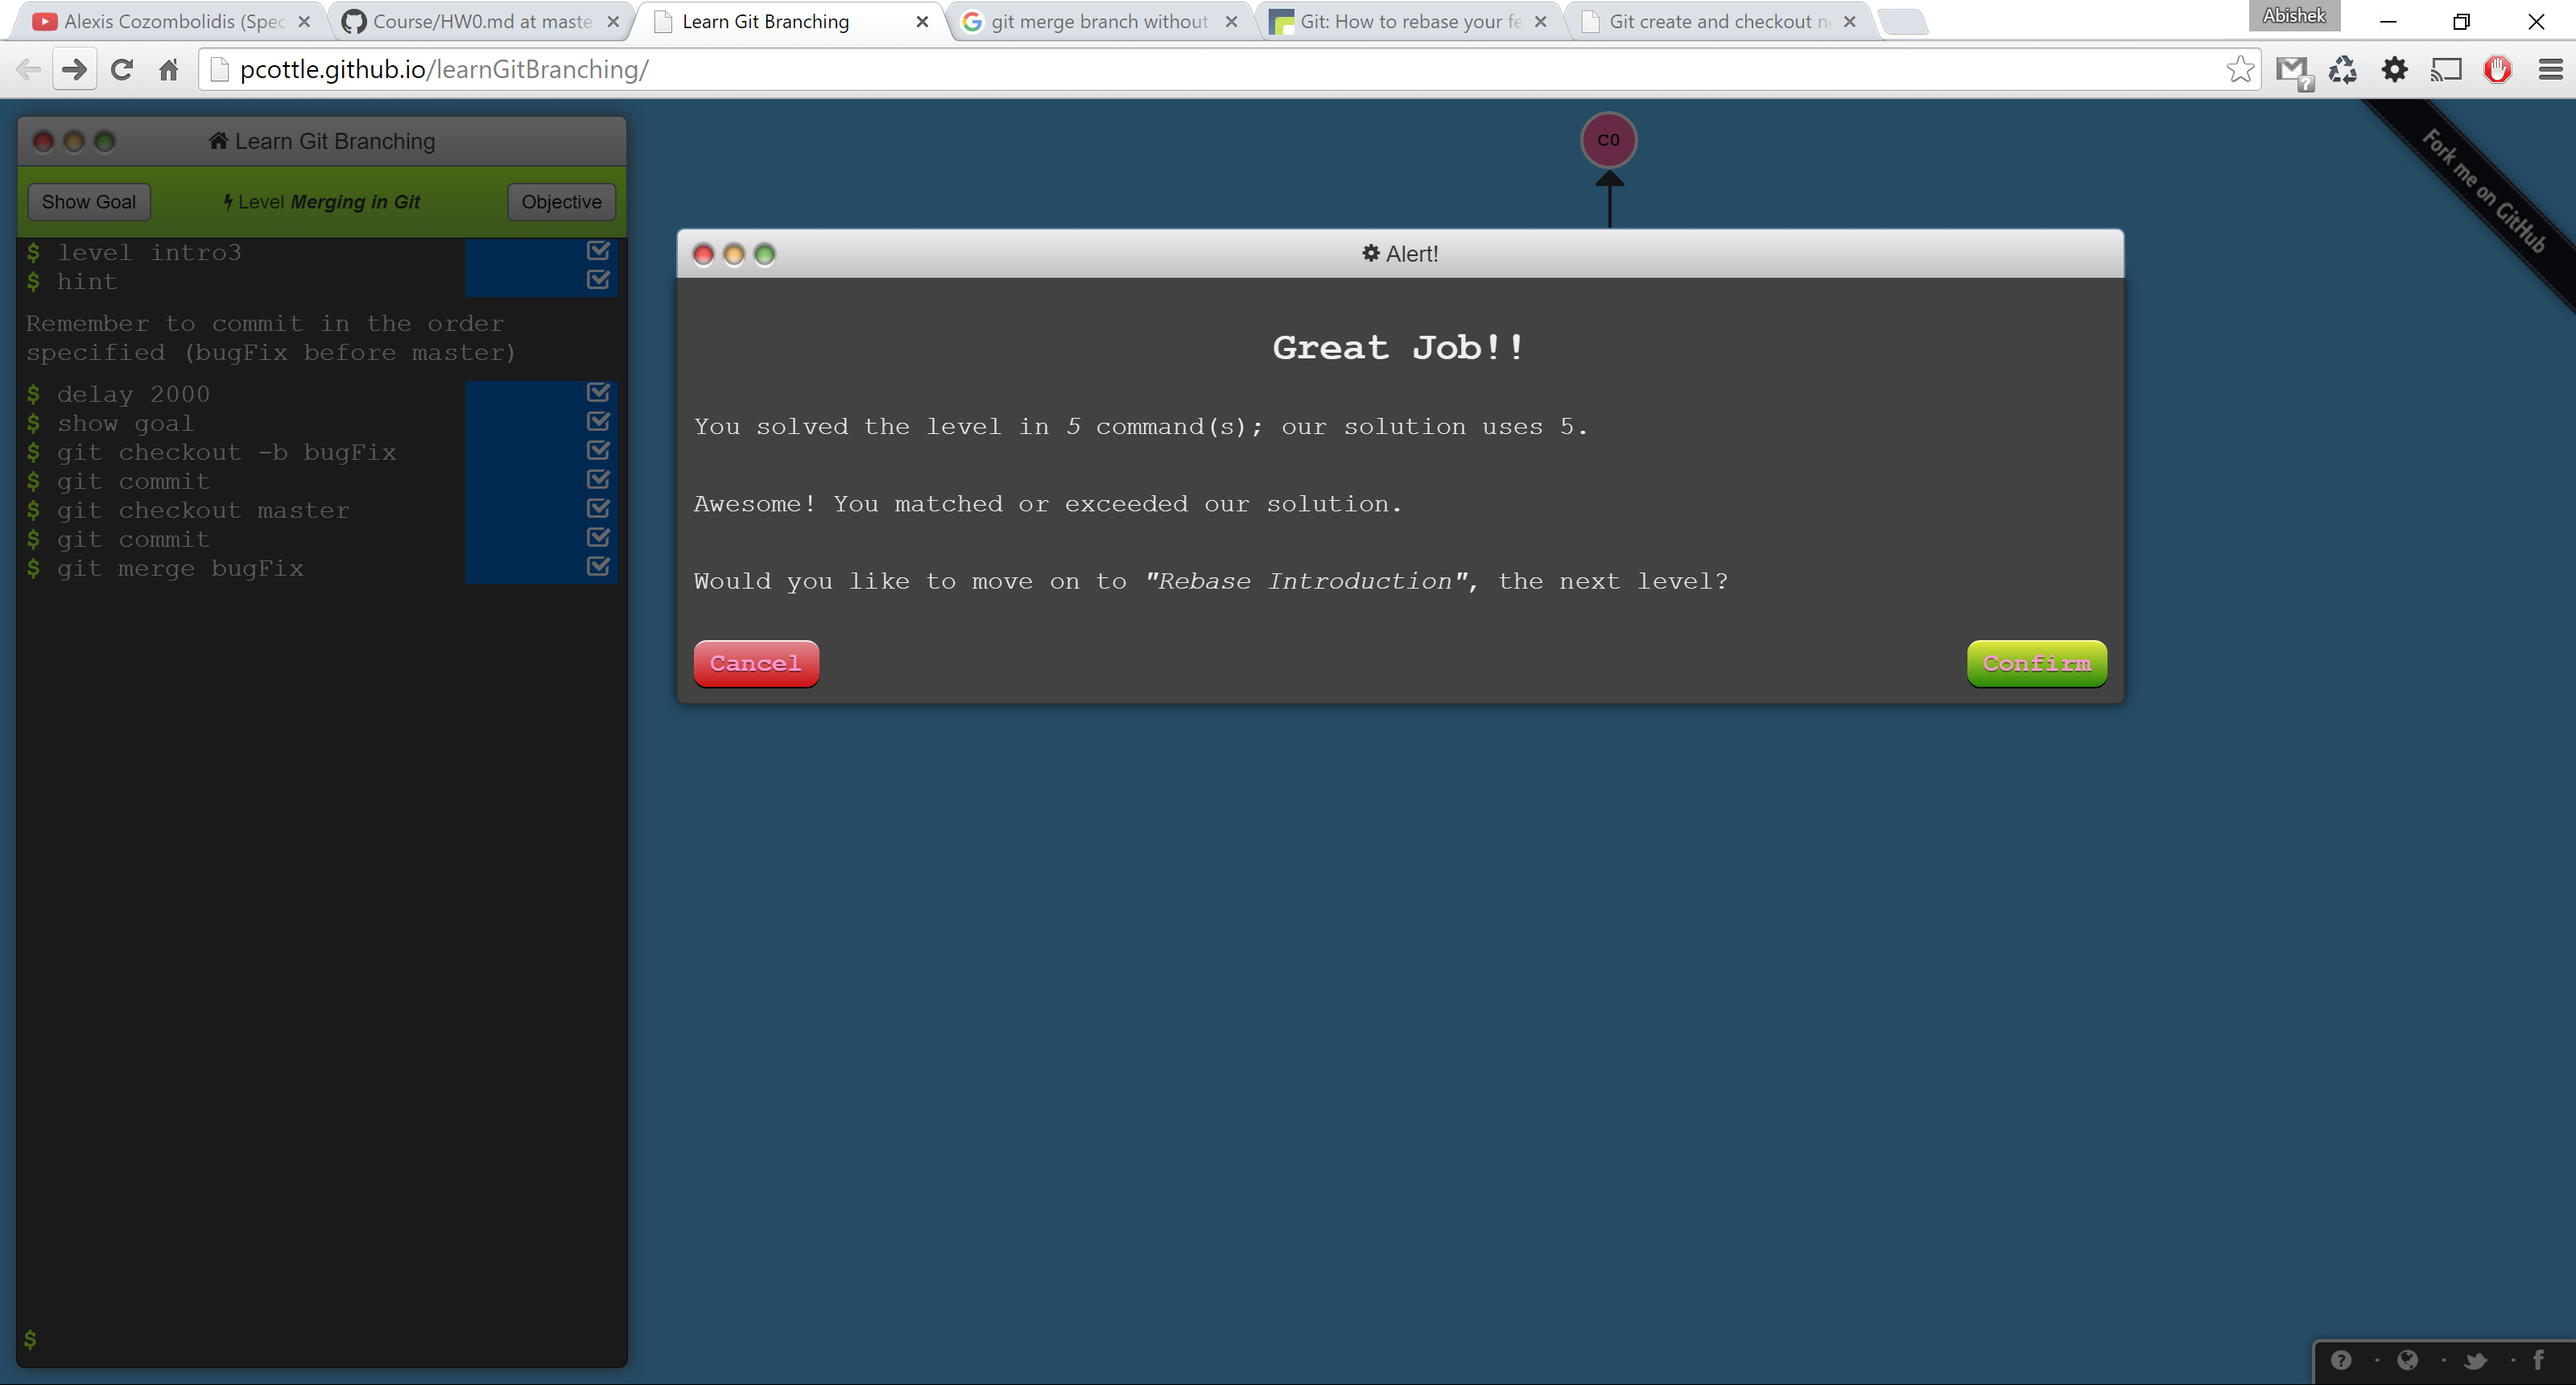 Alexis Cozombolidis (Spec
Course/HW0.md at maste
Learn Git Branching
git merge branch without
Git: How to rebase your fe
Git create and checkout n
Abishek
pcottle.github.io/learnGitBranching/
Learn Git Branching
Show Goal
Level Merging in Git
Objective
$ level intro3
$ hint
Remember to commit in the order
specified (bugFix before master)
$ delay 2000
$ show goal
$ git checkout -b bugFix
$ git commit
$ git checkout master
$ git commit
$ git merge bugFix
$
C0
Fork me on GitHub
Alert!
Great Job!!
You solved the level in 5 command(s); our solution uses 5.
Awesome! You matched or exceeded our solution.
Would you like to move on to "Rebase Introduction", the next level?
Cancel
Confirm